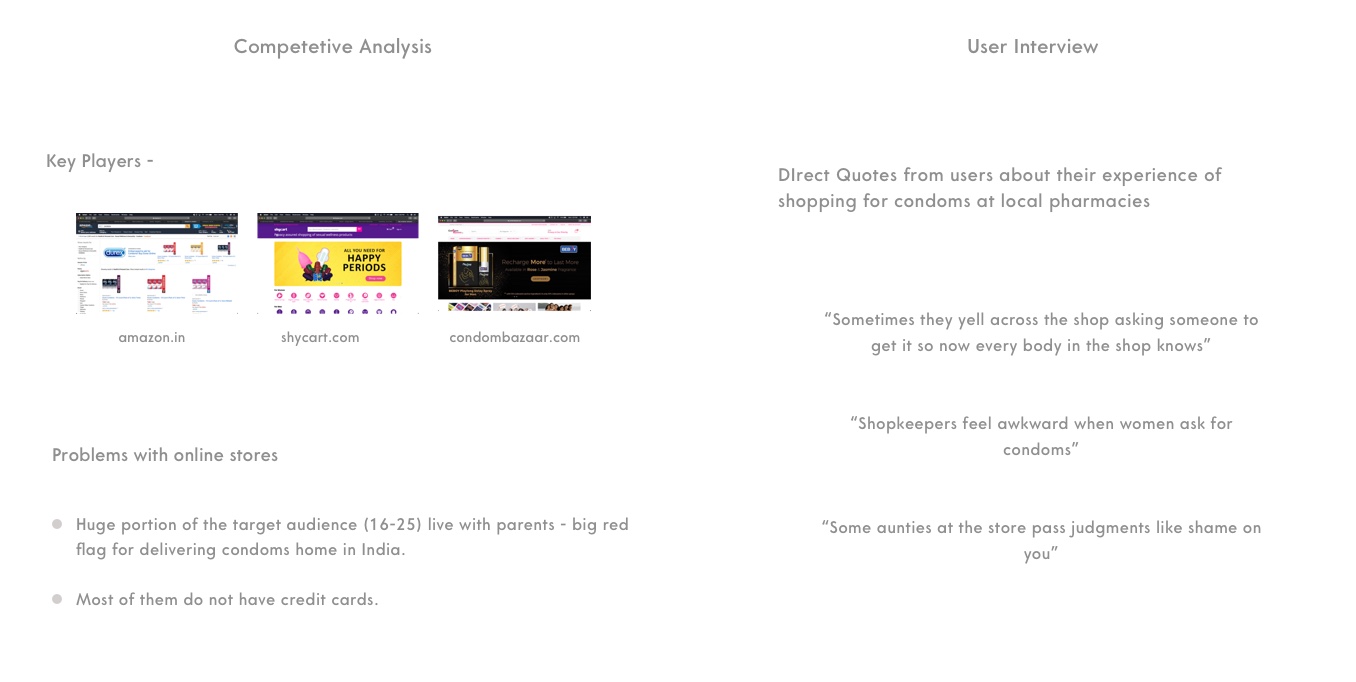 Competetive Analysis
Key Players -
durex
shycart
ALL YOU NEED FOR
HAPPY
PERIODS
Recharge More to Last More
amazon.in
shycart.com
condombazaar.com
Problems with online stores
Huge portion of the target audience (16-25) live with parents - big red
flag for delivering condoms home in India.
Most of them do not have credit cards.
User Interview
DIrect Quotes from users about their experience of
shopping for condoms at local pharmacies
“Sometimes they yell across the shop asking someone to
get it so now every body in the shop knows”
“Shopkeepers feel awkward when women ask for
condoms”
“Some aunties at the store pass judgments like shame on
you”